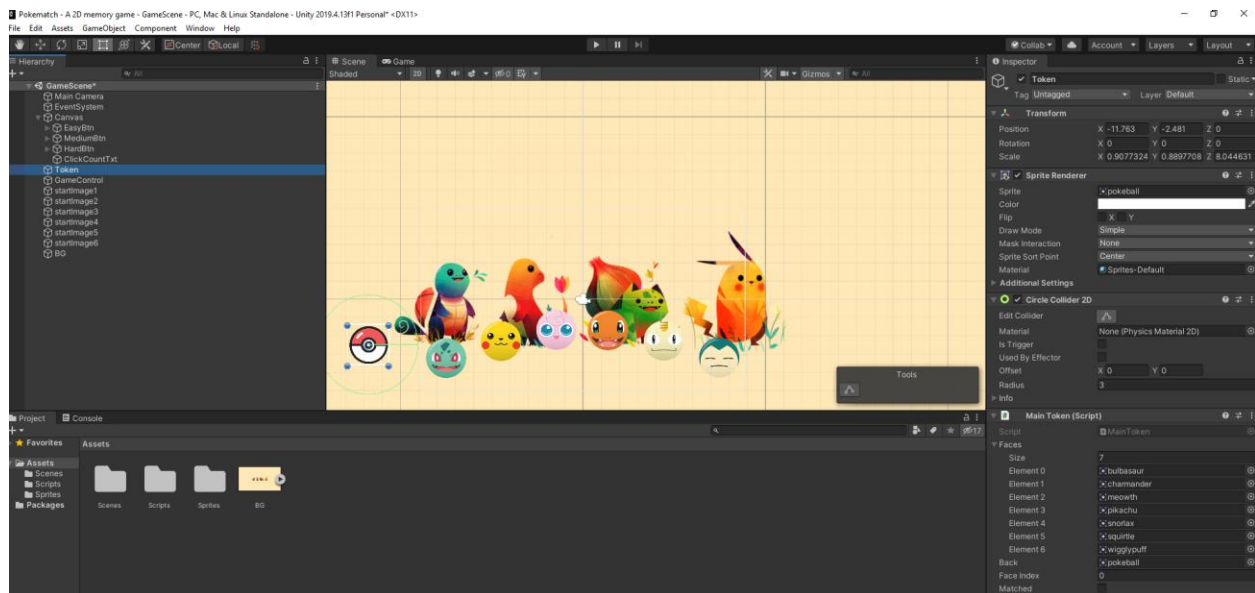 Pokematch - A 2D memory game - GameScene - PC, Mac & Linux Standalone - Unity 2019.4.13f1 Personal* <DX11>
File Edit Assets GameObject Component Window Help
Center Local
Collab Account Layers Layout
Hierarchy
All
GameScene*
Main Camera
EventSystem
Canvas
EasyBtn
MediumBtn
HardBtn
ClickCountTxt
Token
GameControl
startImage1
startImage2
startImage3
startImage4
startImage5
startImage6
BG
Scene Game
Shaded 2D 0 Gizmos All
Tools
Inspector
Token Static
Tag Untagged Layer Default
Transform
Position X -11.763 Y -2.481 Z 0
Rotation X 0 Y 0 Z 0
Scale X 0.9077324 Y 0.8897708 Z 8.044631
Sprite Renderer
Sprite pokeball
Color
Flip X Y
Draw Mode Simple
Mask Interaction None
Sprite Sort Point Center
Material Sprites-Default
Additional Settings
Circle Collider 2D
Edit Collider
Material None (Physics Material 2D)
Is Trigger
Used By Effector
Offset X 0 Y 0
Radius 3
Info
Main Token (Script)
Script MainToken
Faces
Size 7
Element 0 bulbasaur
Element 1 charmander
Element 2 meowth
Element 3 pikachu
Element 4 snorlax
Element 5 squirtle
Element 6 wigglypuff
Back pokeball
Face Index 0
Matched
Project Console
17
Favorites
Assets
Scenes
Scripts
Sprites
Packages
Assets
Scenes Scripts Sprites BG